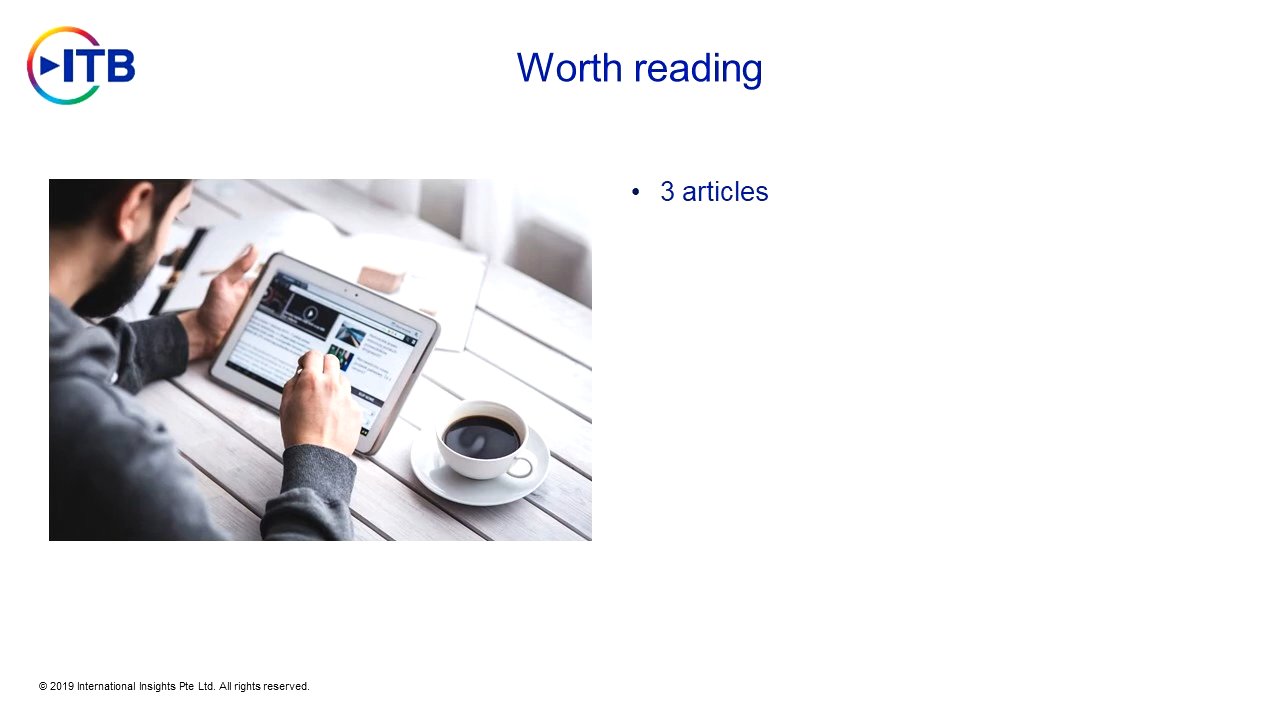 ITB
Worth reading
• 3 articles
© 2019 International Insights Pte Ltd. All rights reserved.